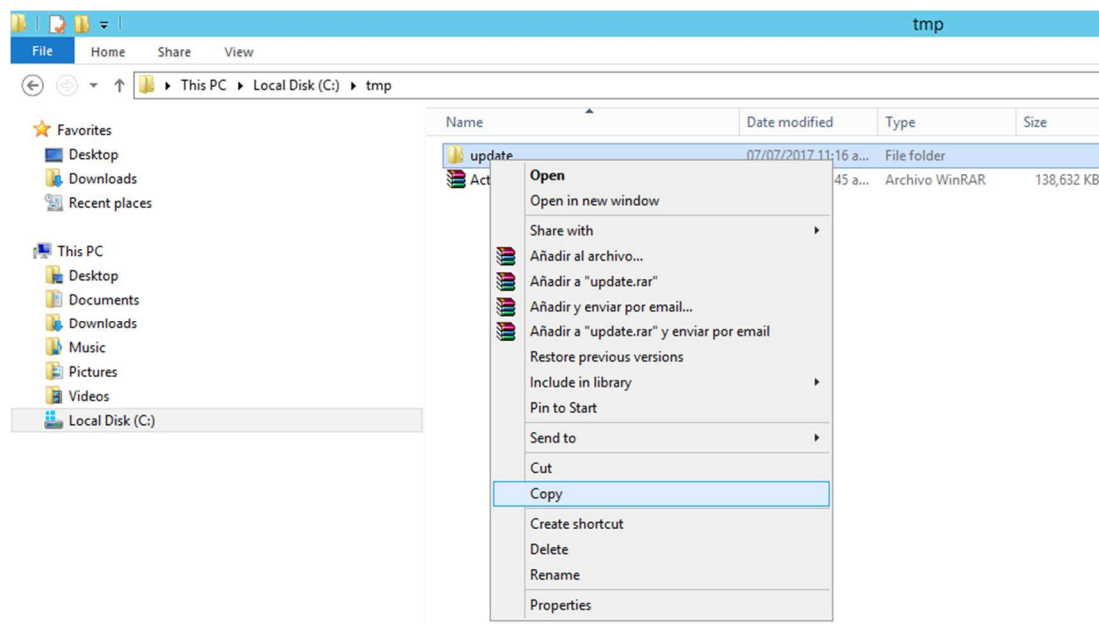 tmp
File Home Share View
This PC Local Disk (C:) tmp
Name Date modified Type Size
Favorites
Desktop
Downloads
Recent places
This PC
Desktop
Documents
Downloads
Music
Pictures
Videos
Local Disk (C:)
update 07/07/2017 11:16 a... File folder
Act 45 a... Archivo WinRAR 138,632 KB
Open
Open in new window
Share with
Añadir al archivo...
Añadir a "update.rar"
Añadir y enviar por email...
Añadir a "update.rar" y enviar por email
Restore previous versions
Include in library
Pin to Start
Send to
Cut
Copy
Create shortcut
Delete
Rename
Properties